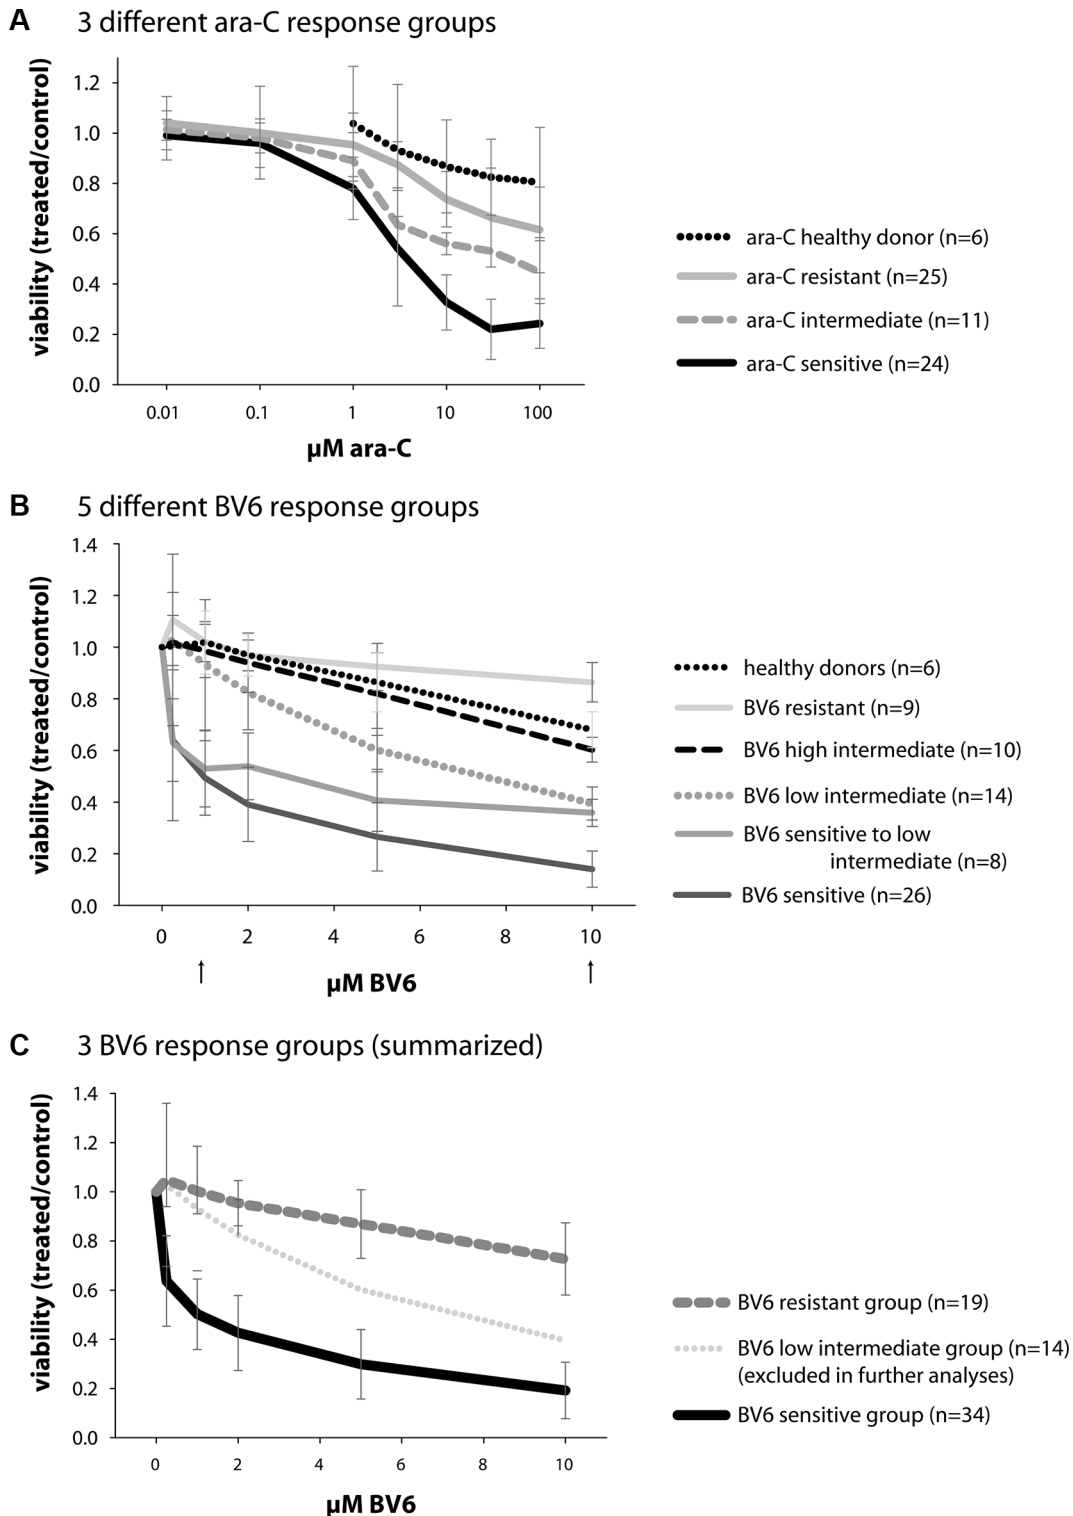 A 3 different ara-C response groups
viability (treated/control)
1.2
1.0
0.8
0.6
0.4
0.2
0.0
0.01 0.1 1 10 100
µM ara-C
ara-C healthy donor (n=6)
ara-C resistant (n=25)
ara-C intermediate (n=11)
ara-C sensitive (n=24)
B 5 different BV6 response groups
viability (treated/control)
1.4
1.2
1.0
0.8
0.6
0.4
0.2
0.0
0 2 4 6 8 10
µM BV6
healthy donors (n=6)
BV6 resistant (n=9)
BV6 high intermediate (n=10)
BV6 low intermediate (n=14)
BV6 sensitive to low
intermediate (n=8)
BV6 sensitive (n=26)
C 3 BV6 response groups (summarized)
viability (treated/control)
1.4
1.2
1.0
0.8
0.6
0.4
0.2
0.0
0 2 4 6 8 10
µM BV6
BV6 resistant group (n=19)
BV6 low intermediate group (n=14)
(excluded in further analyses)
BV6 sensitive group (n=34)